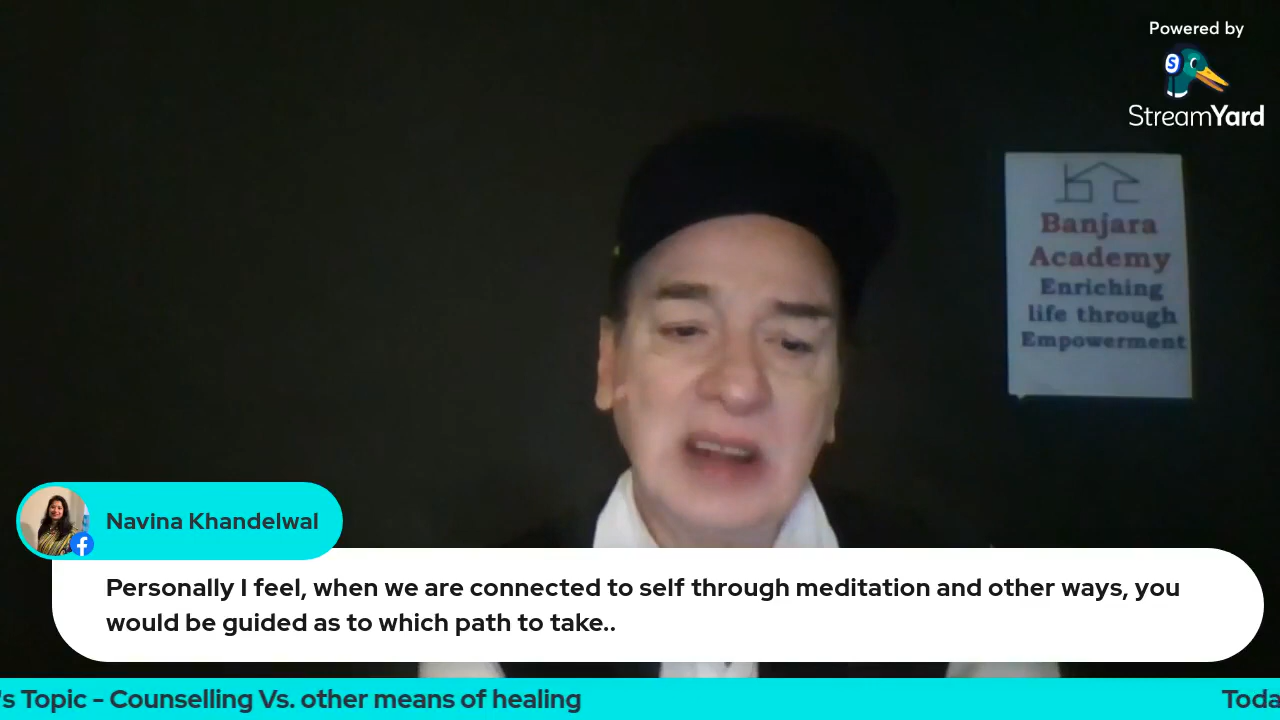 Powered by
StreamYard
Banjara
Academy
Enriching
life through
Empowerment
Navina Khandelwal
Personally I feel, when we are connected to self through meditation and other ways, you
would be guided as to which path to take..
's Topic - Counselling Vs. other means of healing
Toda